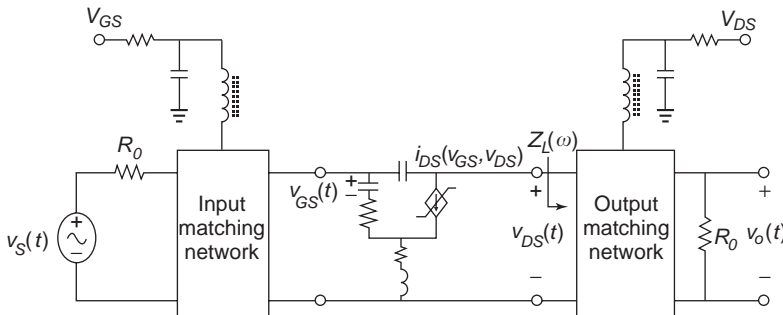 V_GS
V_DS
R_0
i_DS(v_GS, v_DS)
Z_L(ω)
+
−
v_GS(t)
+
Input
matching
network
Output
matching
network
+
+
−
v_S(t)
v_DS(t)
R_0
v_o(t)
−
−